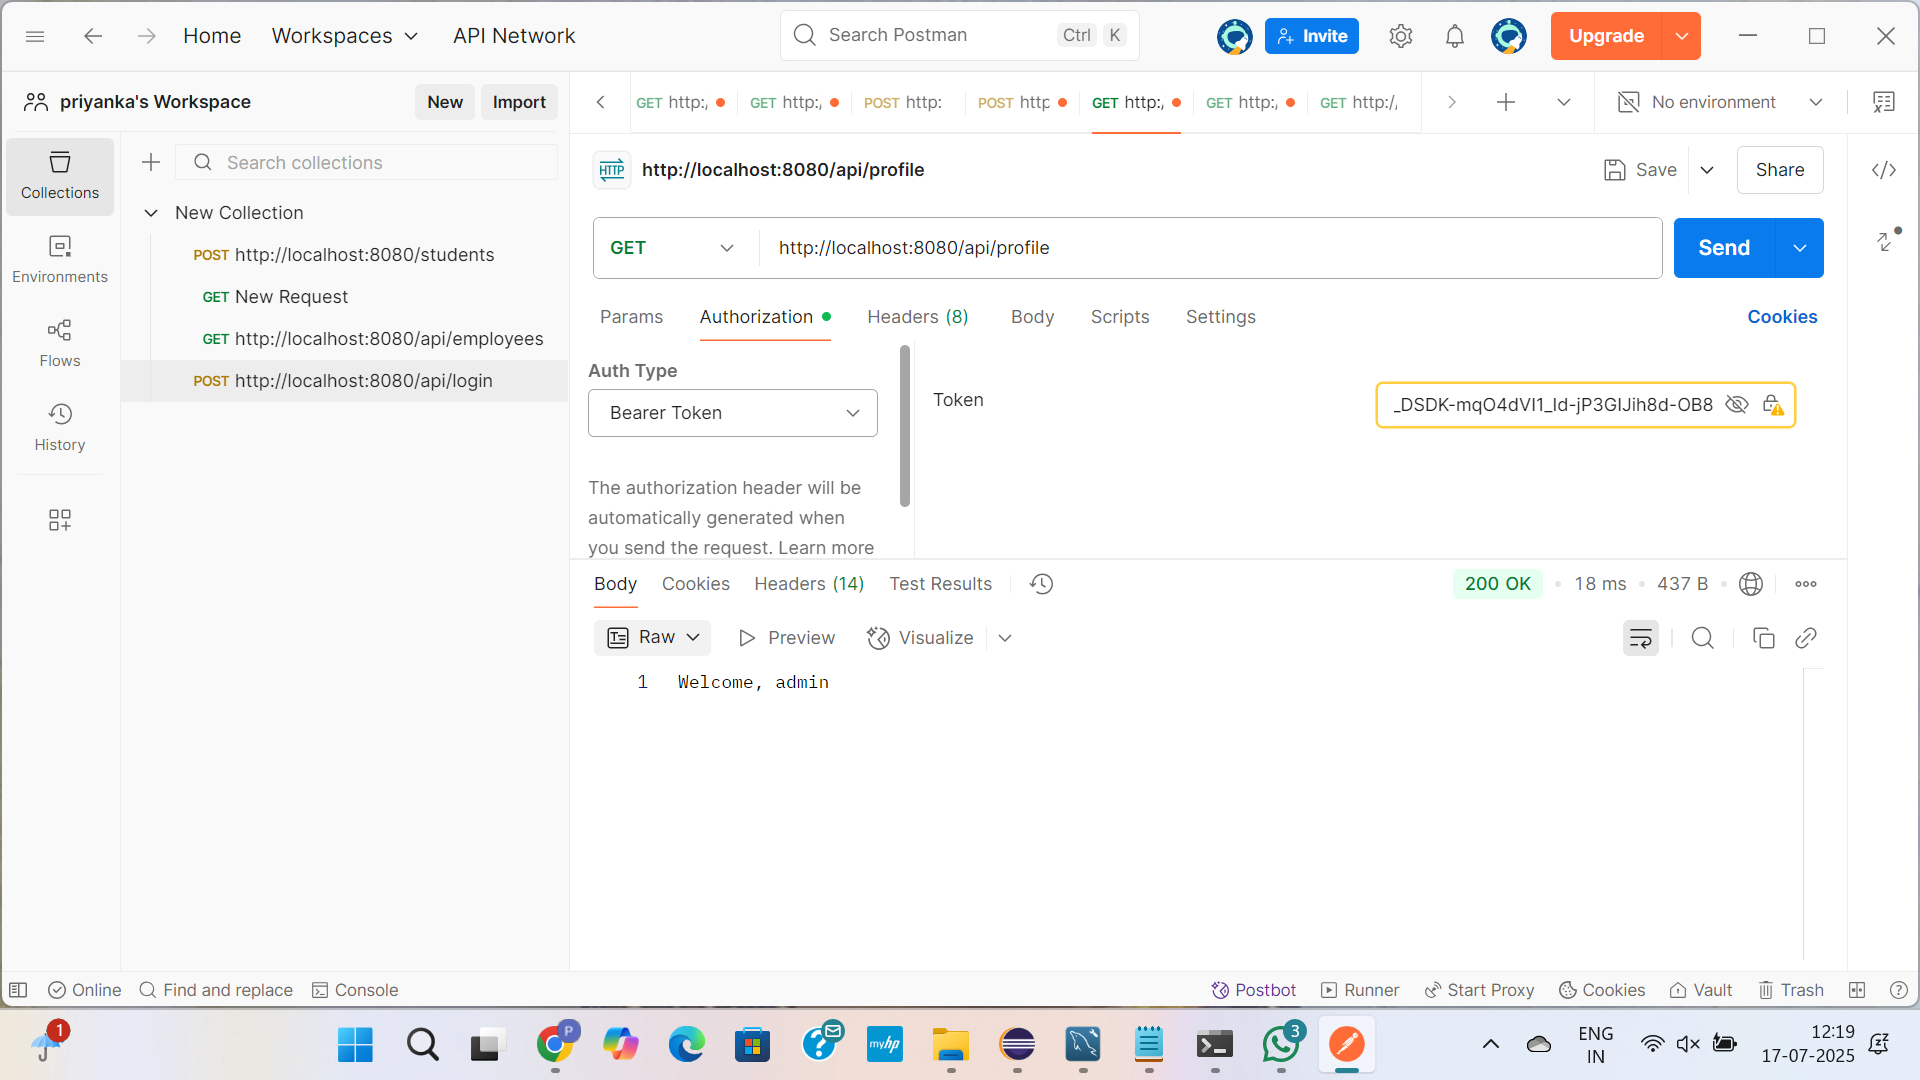 Home
Workspaces
API Network
Search Postman
Ctrl K
Invite
Upgrade
priyanka's Workspace
New
Import
GET http:/
GET http:/
POST http:
POST http
GET http:/
GET http:/
GET http:/
No environment
Collections
Environments
Flows
History
Search collections
New Collection
POST http://localhost:8080/students
GET New Request
GET http://localhost:8080/api/employees
POST http://localhost:8080/api/login
HTTP http://localhost:8080/api/profile
Save
Share
GET http://localhost:8080/api/profile
Send
Params Authorization Headers (8) Body Scripts Settings
Cookies
Auth Type
Bearer Token
The authorization header will be
automatically generated when
you send the request. Learn more
Token
Body Cookies Headers (14) Test Results
200 OK • 18 ms • 437 B
Raw
Preview
Visualize
1 Welcome, admin
Online
Find and replace
Console
Postbot
Runner
Start Proxy
Cookies
Vault
Trash
1
P
myhp
3
ENG
IN
12:19
17-07-2025